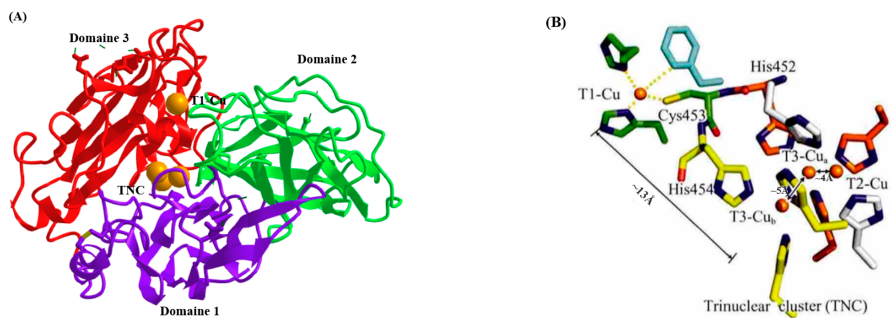 (A)
Domaine 3
Domaine 2
T1 Cu
TNC
Domaine 1
(B)
His452
T1-Cu
Cys453
T3-Cuₐ
~4Å
His454
~5Å
T2-Cu
~13Å
T3-Cu_b
Trinuclear cluster (TNC)